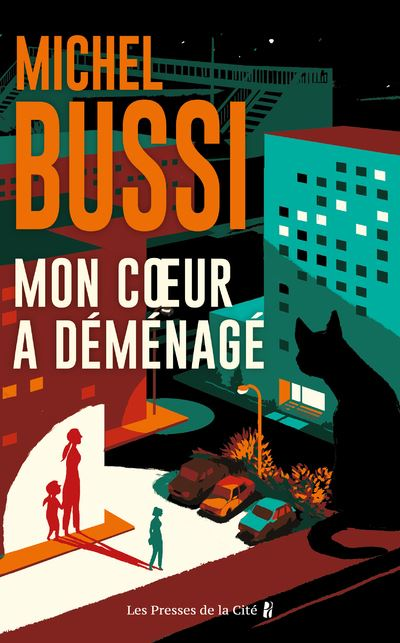 MICHEL
BUSSI
MON CŒUR
A DÉMÉNAGÉ
Les Presses de la Cité